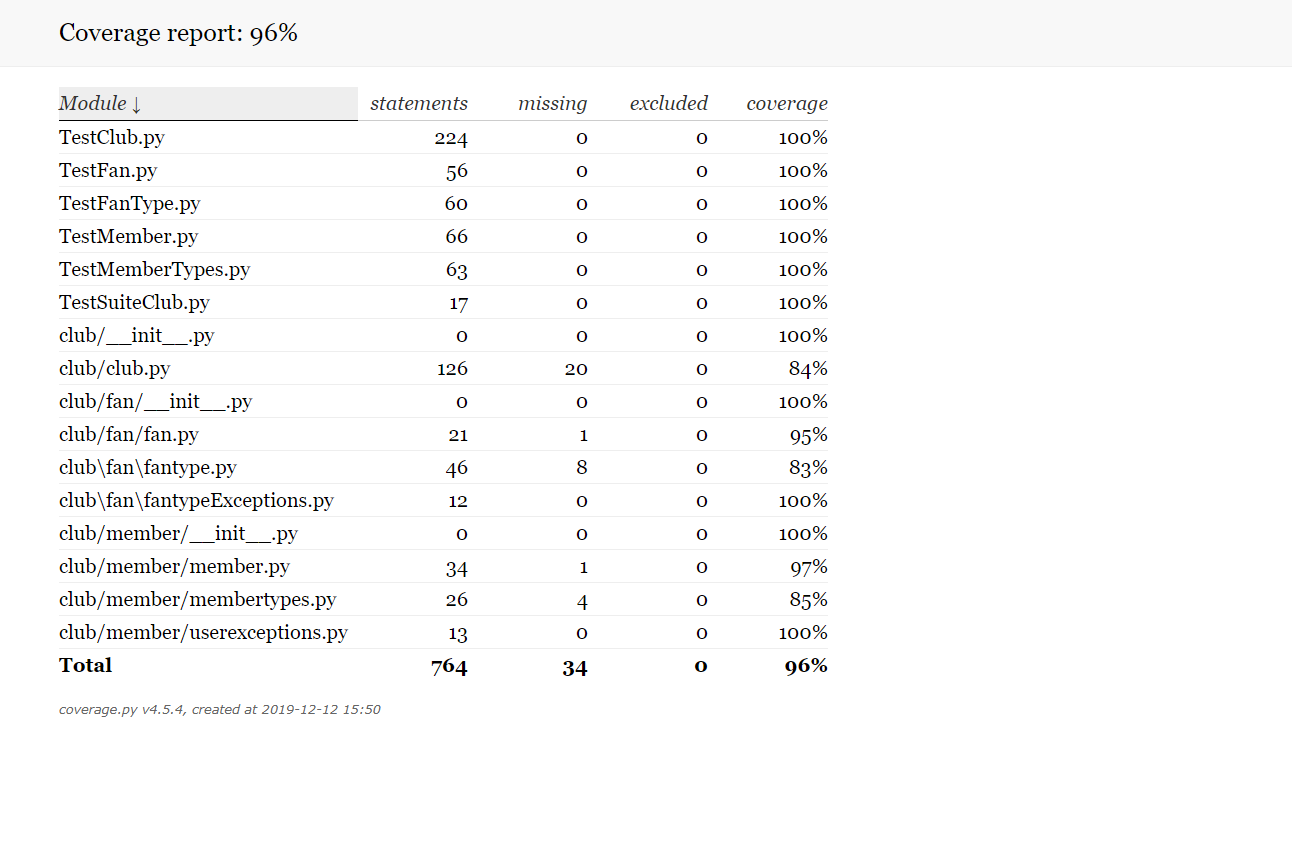 Coverage report: 96%
Module ↓ statements missing excluded coverage
TestClub.py 224 0 0 100%
TestFan.py 56 0 0 100%
TestFanType.py 60 0 0 100%
TestMember.py 66 0 0 100%
TestMemberTypes.py 63 0 0 100%
TestSuiteClub.py 17 0 0 100%
club/__init__.py 0 0 0 100%
club/club.py 126 20 0 84%
club/fan/__init__.py 0 0 0 100%
club/fan/fan.py 21 1 0 95%
club\fan\fantype.py 46 8 0 83%
club\fan\fantypeExceptions.py 12 0 0 100%
club/member/__init__.py 0 0 0 100%
club/member/member.py 34 1 0 97%
club/member/membertypes.py 26 4 0 85%
club/member/userexceptions.py 13 0 0 100%
Total 764 34 0 96%
coverage.py v4.5.4, created at 2019-12-12 15:50